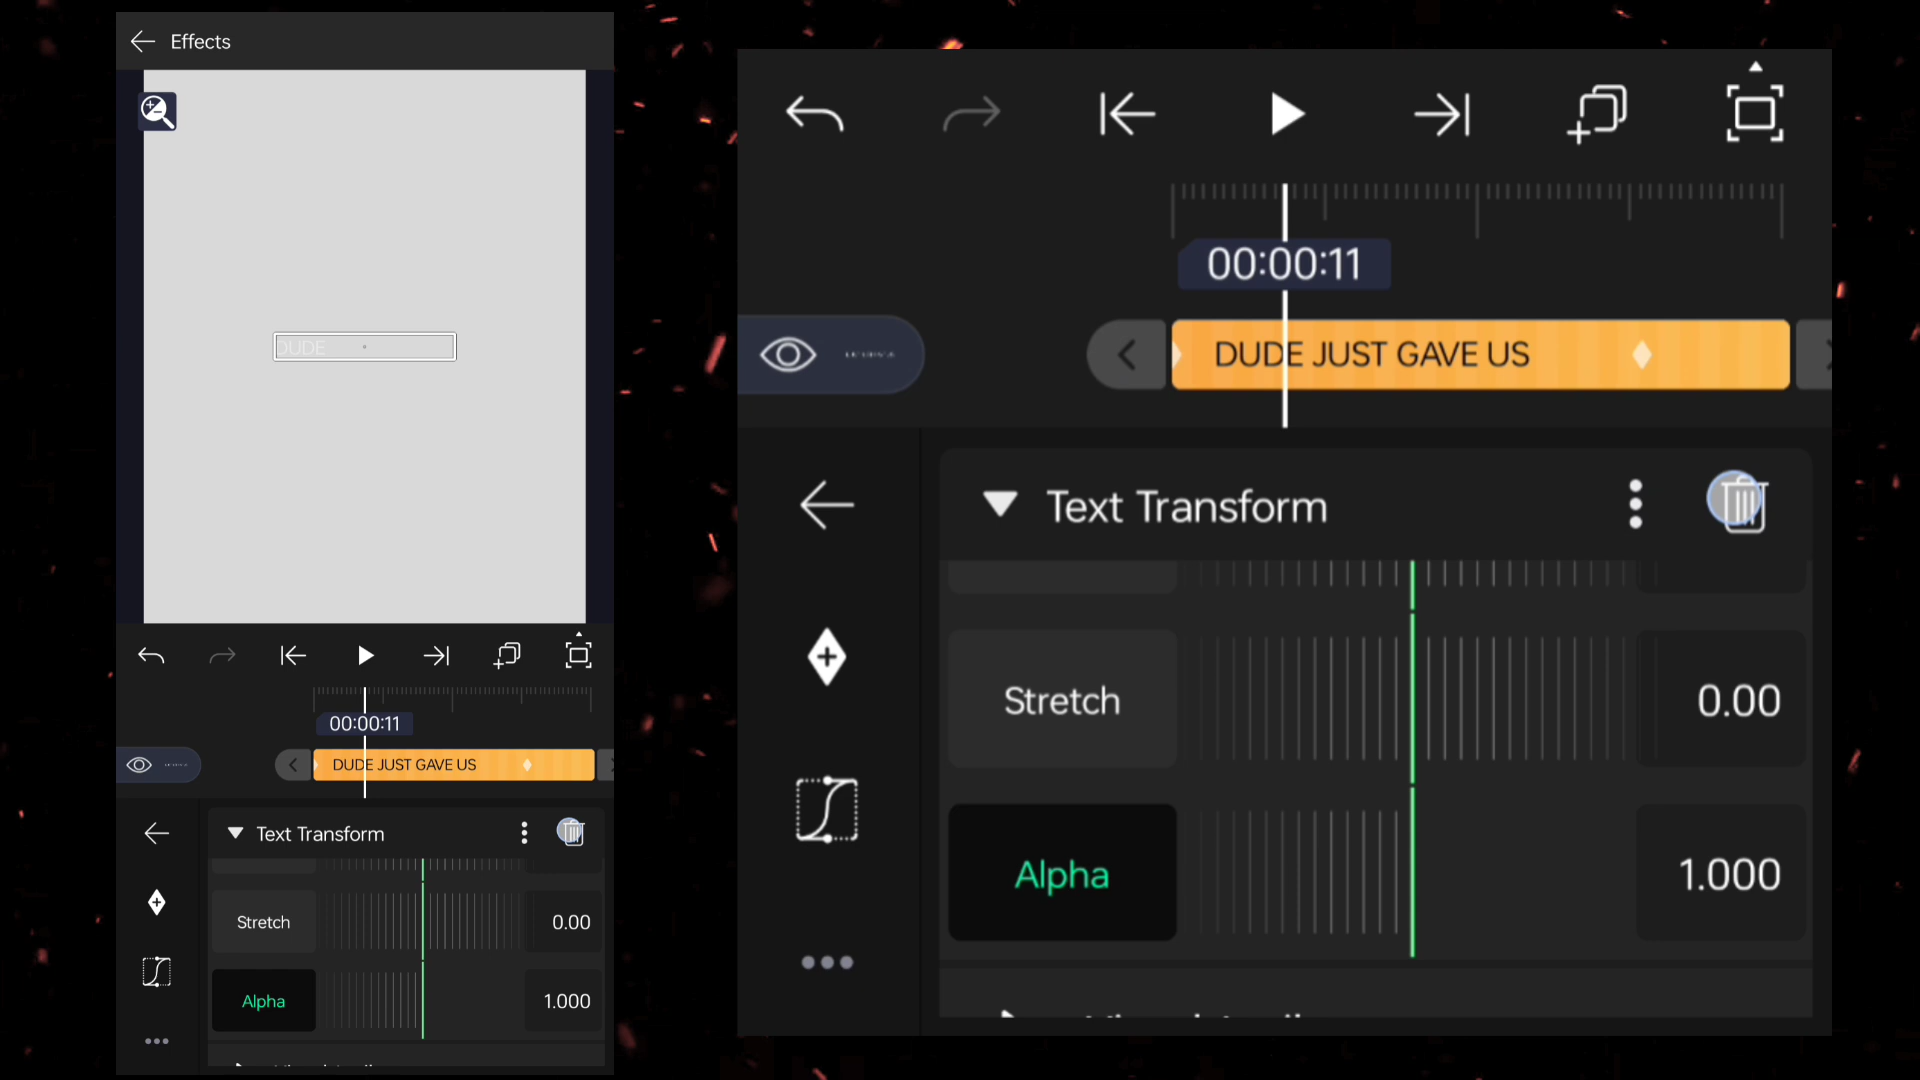 Effects
DUDE
00:00:11
DUDE JUST GAVE US
Text Transform
Stretch
0.00
Alpha
1.000
00:00:11
DUDE JUST GAVE US
Text Transform
Stretch
0.00
Alpha
1.000